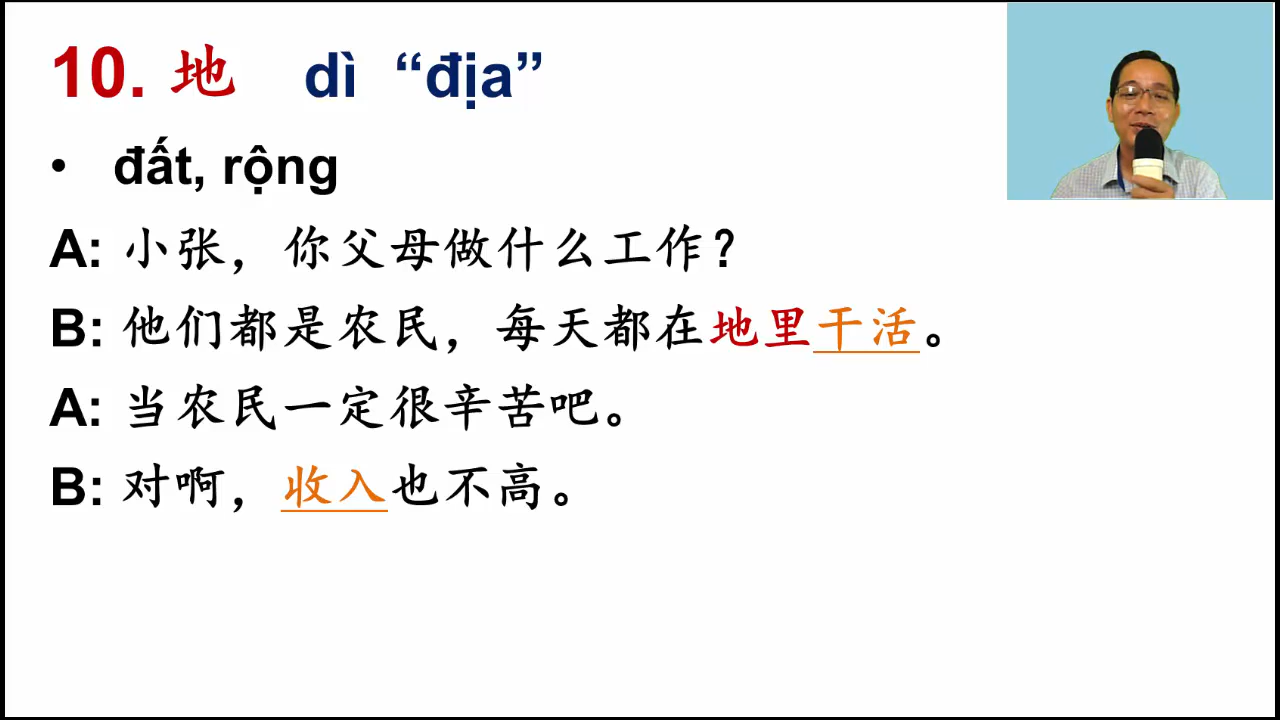 10. 地 dì “địa”
• đất, rộng
A: 小张，你父母做什么工作？
B: 他们都是农民，每天都在地里干活。
A: 当农民一定很辛苦吧。
B: 对啊，收入也不高。